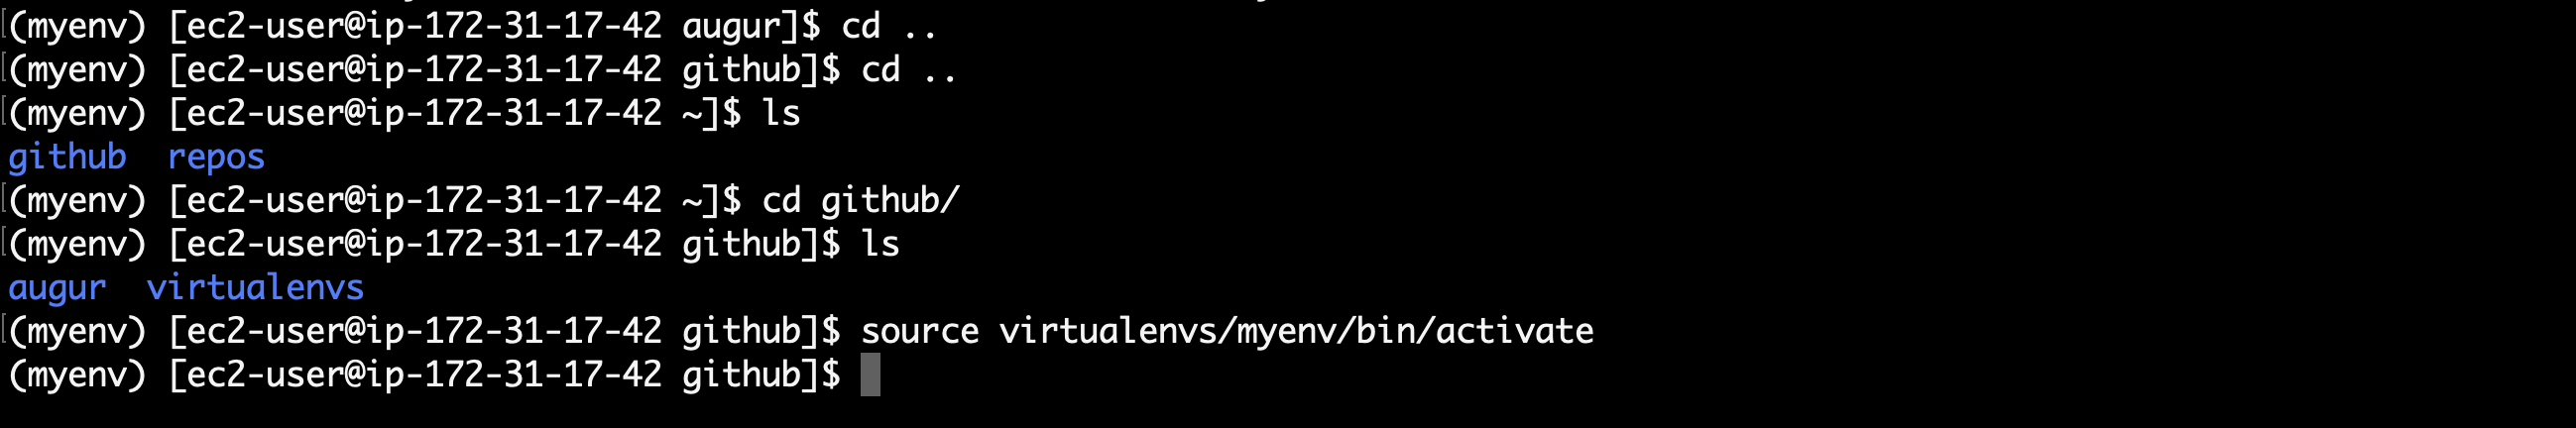 (myenv) [ec2-user@ip-172-31-17-42 augur]$ cd ..
(myenv) [ec2-user@ip-172-31-17-42 github]$ cd ..
(myenv) [ec2-user@ip-172-31-17-42 ~]$ ls
github  repos
(myenv) [ec2-user@ip-172-31-17-42 ~]$ cd github/
(myenv) [ec2-user@ip-172-31-17-42 github]$ ls
augur  virtualenvs
(myenv) [ec2-user@ip-172-31-17-42 github]$ source virtualenvs/myenv/bin/activate
(myenv) [ec2-user@ip-172-31-17-42 github]$